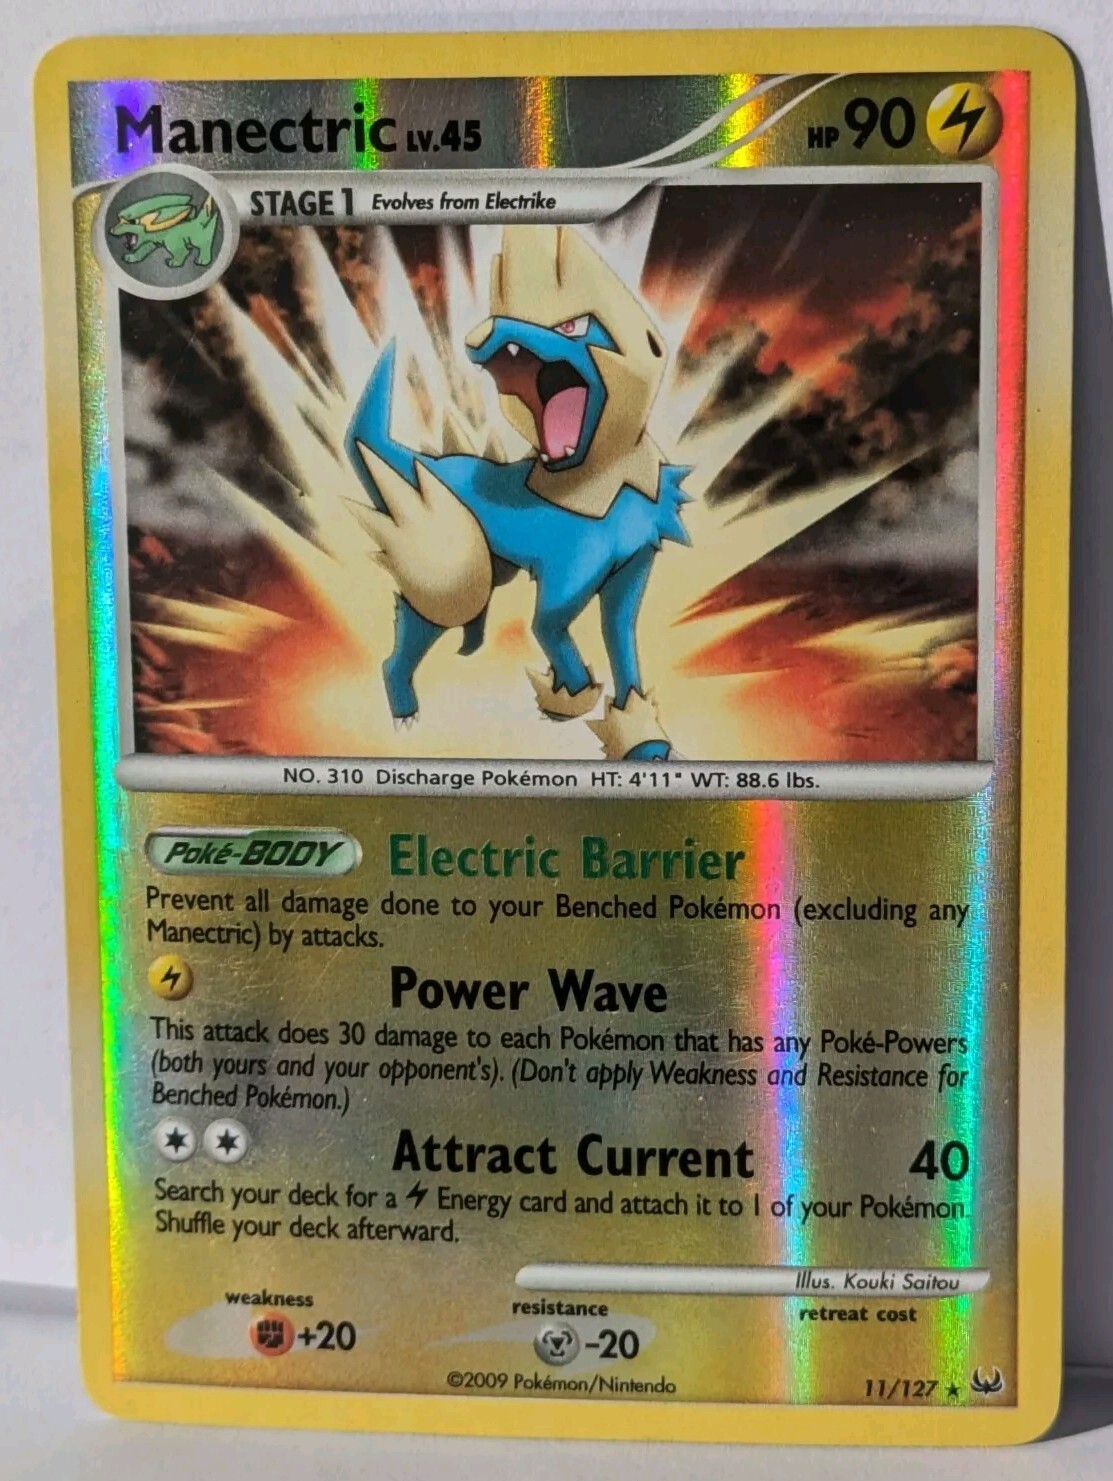 Manectric LV.45 HP 90
STAGE 1 Evolves from Electrike
NO. 310 Discharge Pokémon HT: 4'11" WT: 88.6 lbs.
Poké-BODY Electric Barrier
Prevent all damage done to your Benched Pokémon (excluding any
Manectric) by attacks.
Power Wave
This attack does 30 damage to each Pokémon that has any Poké-Powers
(both yours and your opponent's). (Don't apply Weakness and Resistance for
Benched Pokémon.)
Attract Current 40
Search your deck for a Energy card and attach it to 1 of your Pokémon.
Shuffle your deck afterward.
Illus. Kouki Saitou
weakness resistance retreat cost
+20 -20
©2009 Pokémon/Nintendo 11/127 ★